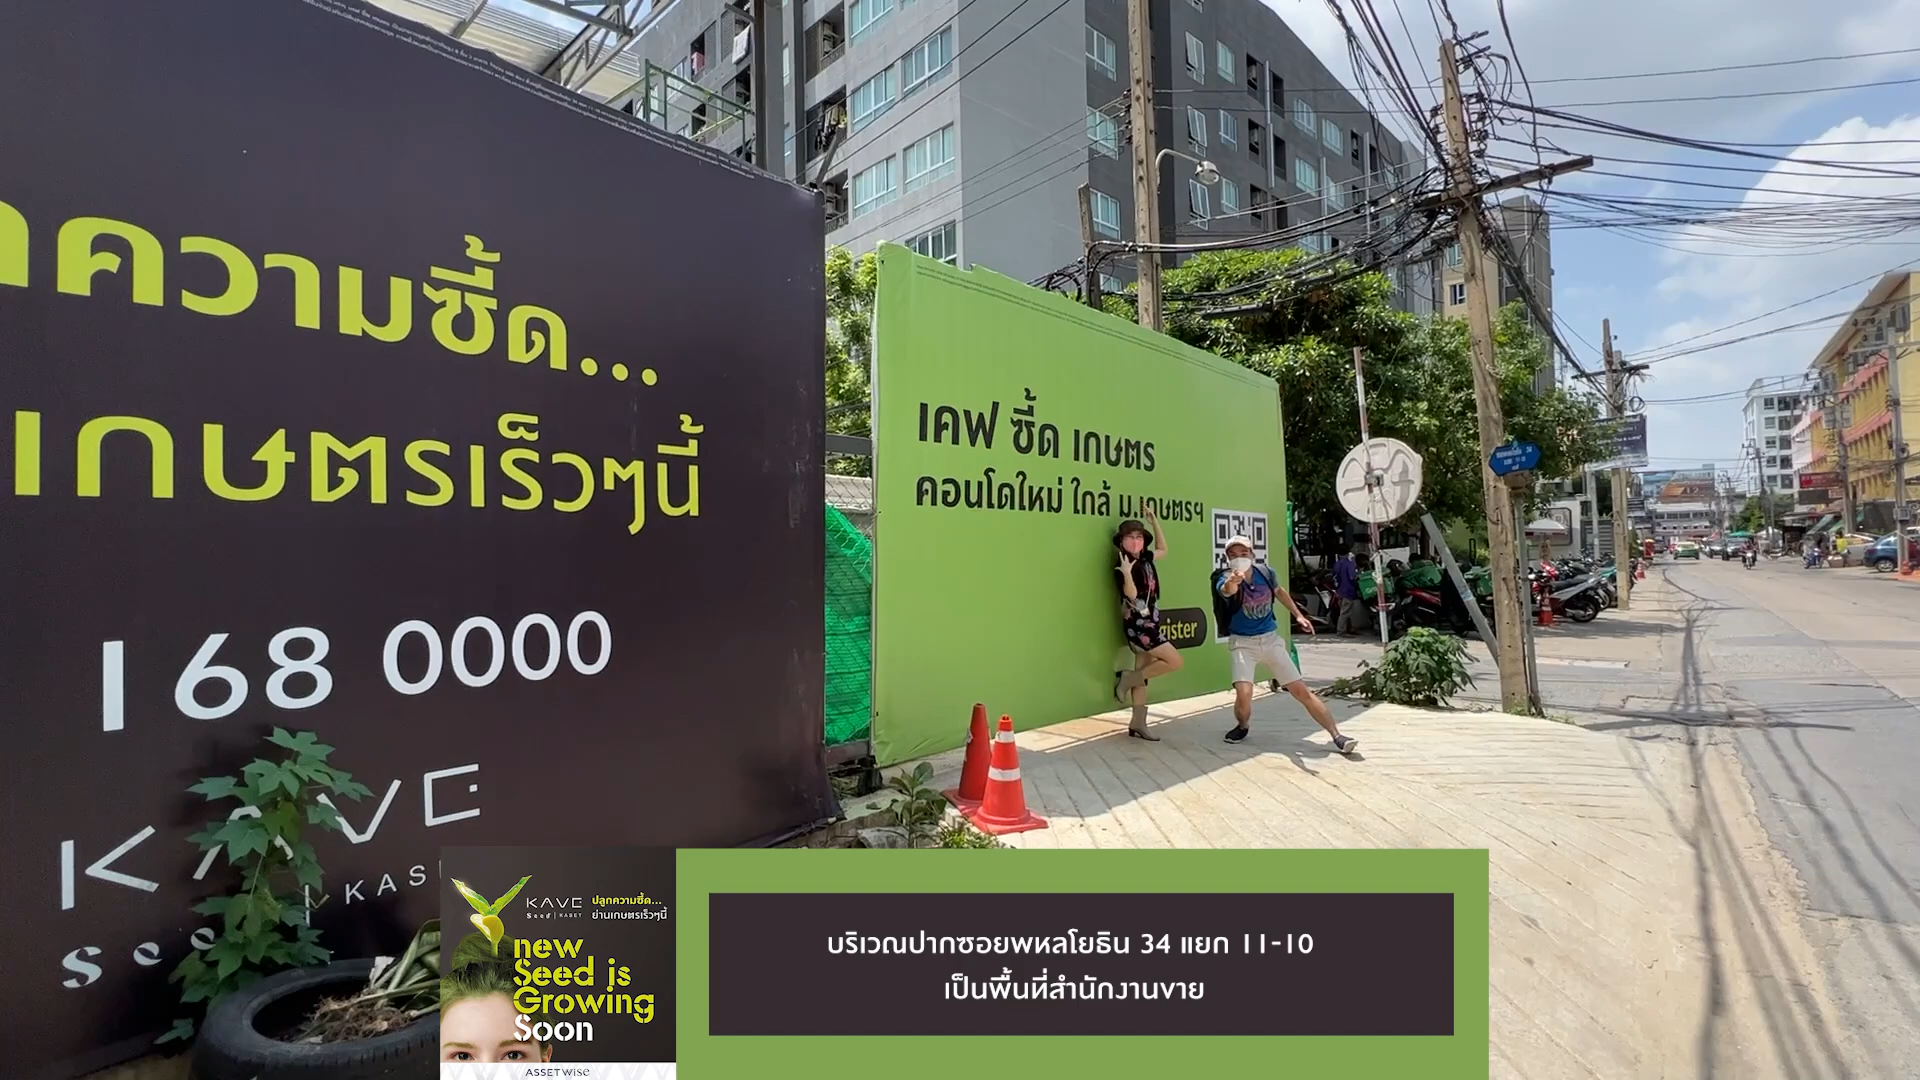 ความซี้ด...
เกษตรเร็วๆนี้
168 0000
KAVE
Seed
KAS
เคฟ ซี้ด เกษตร
คอนโดใหม่ ใกล้ ม.เกษตรฯ
gister
34
KAVE
Seed | KASET
ปลูกความซี้ด...
ย่านเกษตรเร็วๆนี้
new
Seed is
Growing
Soon
ASSETWISE
บริเวณปากซอยพหลโยธิน 34 แยก 11-10
เป็นพื้นที่สำนักงานขาย